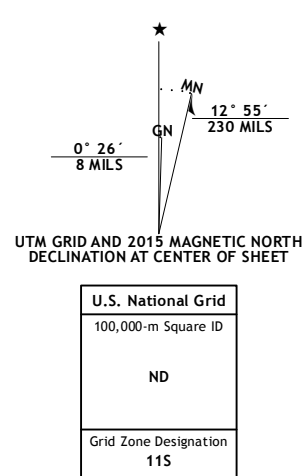 ★
MN
GN
12° 55´
230 MILS
0° 26´
8 MILS
UTM GRID AND 2015 MAGNETIC NORTH
DECLINATION AT CENTER OF SHEET
U.S. National Grid
100,000-m Square ID
ND
Grid Zone Designation
11S